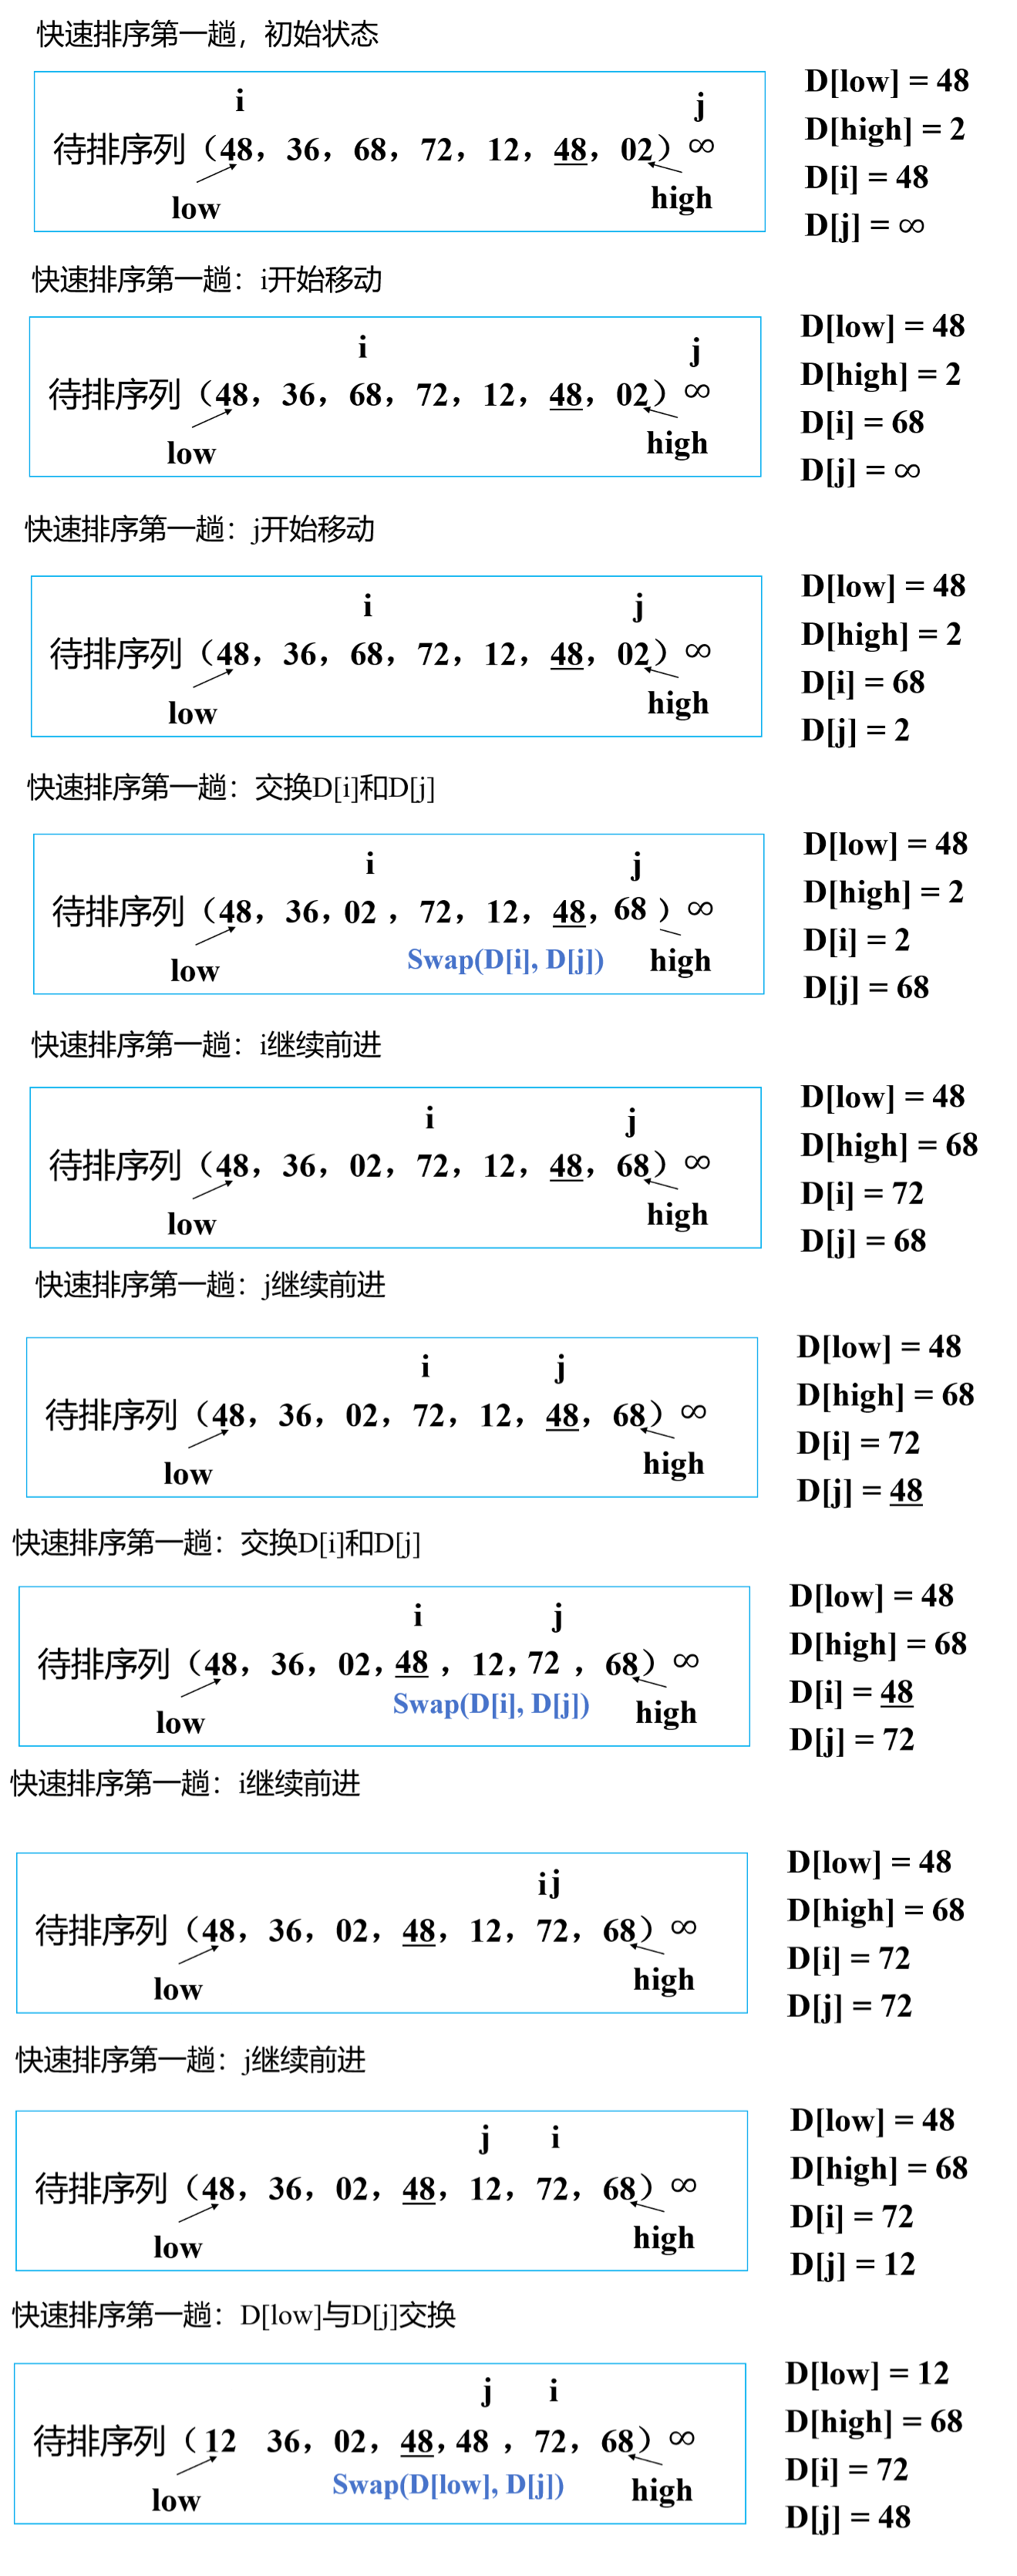 快速排序第一趟，初始状态
i
j
待排序列（48，36，68，72，12，48，02）∞
low
high
D[low] = 48
D[high] = 2
D[i] = 48
D[j] = ∞
快速排序第一趟：i开始移动
i
j
待排序列（48，36，68，72，12，48，02）∞
low
high
D[low] = 48
D[high] = 2
D[i] = 68
D[j] = ∞
快速排序第一趟：j开始移动
i
j
待排序列（48，36，68，72，12，48，02）∞
low
high
D[low] = 48
D[high] = 2
D[i] = 68
D[j] = 2
快速排序第一趟：交换D[i]和D[j]
i
j
待排序列（48，36，02，72，12，48，68）∞
Swap(D[i], D[j])
low
high
D[low] = 48
D[high] = 2
D[i] = 2
D[j] = 68
快速排序第一趟：i继续前进
i
j
待排序列（48，36，02，72，12，48，68）∞
low
high
D[low] = 48
D[high] = 68
D[i] = 72
D[j] = 68
快速排序第一趟：j继续前进
i
j
待排序列（48，36，02，72，12，48，68）∞
low
high
D[low] = 48
D[high] = 68
D[i] = 72
D[j] = 48
快速排序第一趟：交换D[i]和D[j]
i
j
待排序列（48，36，02，48，12，72，68）∞
Swap(D[i], D[j])
low
high
D[low] = 48
D[high] = 68
D[i] = 48
D[j] = 72
快速排序第一趟：i继续前进
i j
待排序列（48，36，02，48，12，72，68）∞
low
high
D[low] = 48
D[high] = 68
D[i] = 72
D[j] = 72
快速排序第一趟：j继续前进
j
i
待排序列（48，36，02，48，12，72，68）∞
low
high
D[low] = 48
D[high] = 68
D[i] = 72
D[j] = 12
快速排序第一趟：D[low]与D[j]交换
j
i
待排序列（12 36，02，48，48，72，68）∞
Swap(D[low], D[j])
low
high
D[low] = 12
D[high] = 68
D[i] = 72
D[j] = 48